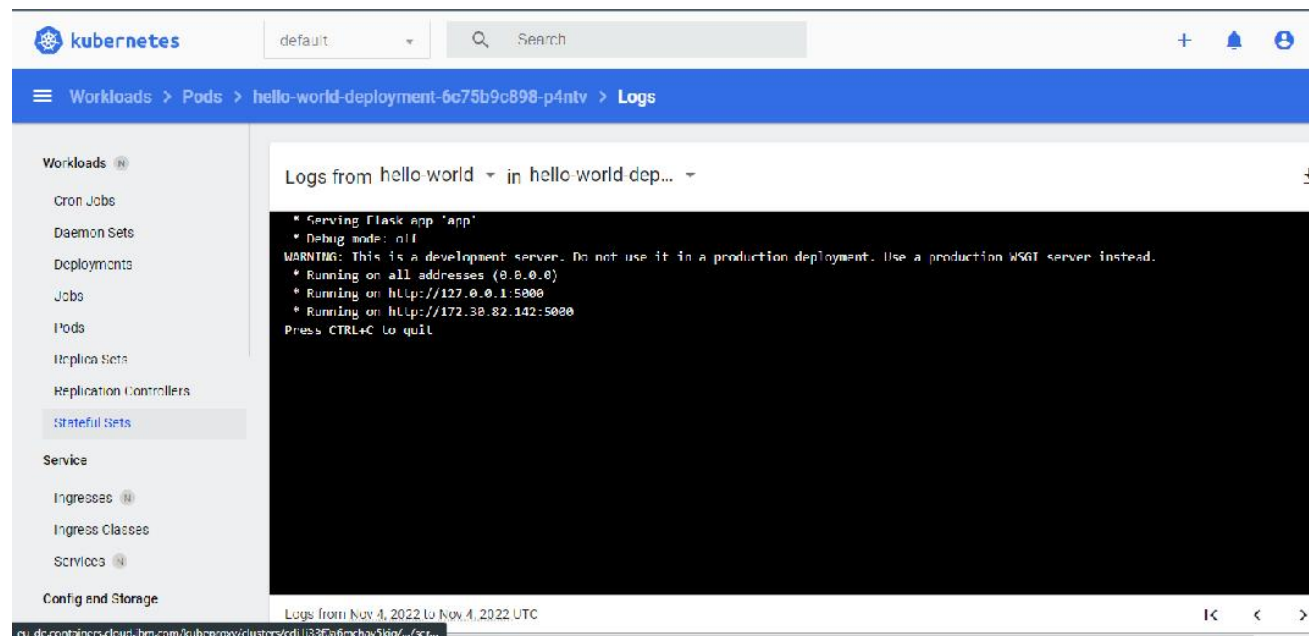 kubernetes
default
Search
Workloads > Pods > hello-world-deployment-6c75b9c898-p4ntv > Logs
Workloads N
Cron Jobs
Daemon Sets
Deployments
Jobs
Pods
Replica Sets
Replication Controllers
Stateful Sets
Service
Ingresses N
Ingress Classes
Services N
Config and Storage
Logs from hello-world in hello-world-dep...
* Serving Flask app 'app'
* Debug mode: off
WARNING: This is a development server. Do not use it in a production deployment. Use a production WSGI server instead.
* Running on all addresses (0.0.0.0)
* Running on http://127.0.0.1:5000
* Running on http://172.30.82.142:5000
Press CTRL+C to quit
Logs from Nov 4, 2022 to Nov 4, 2022 UTC